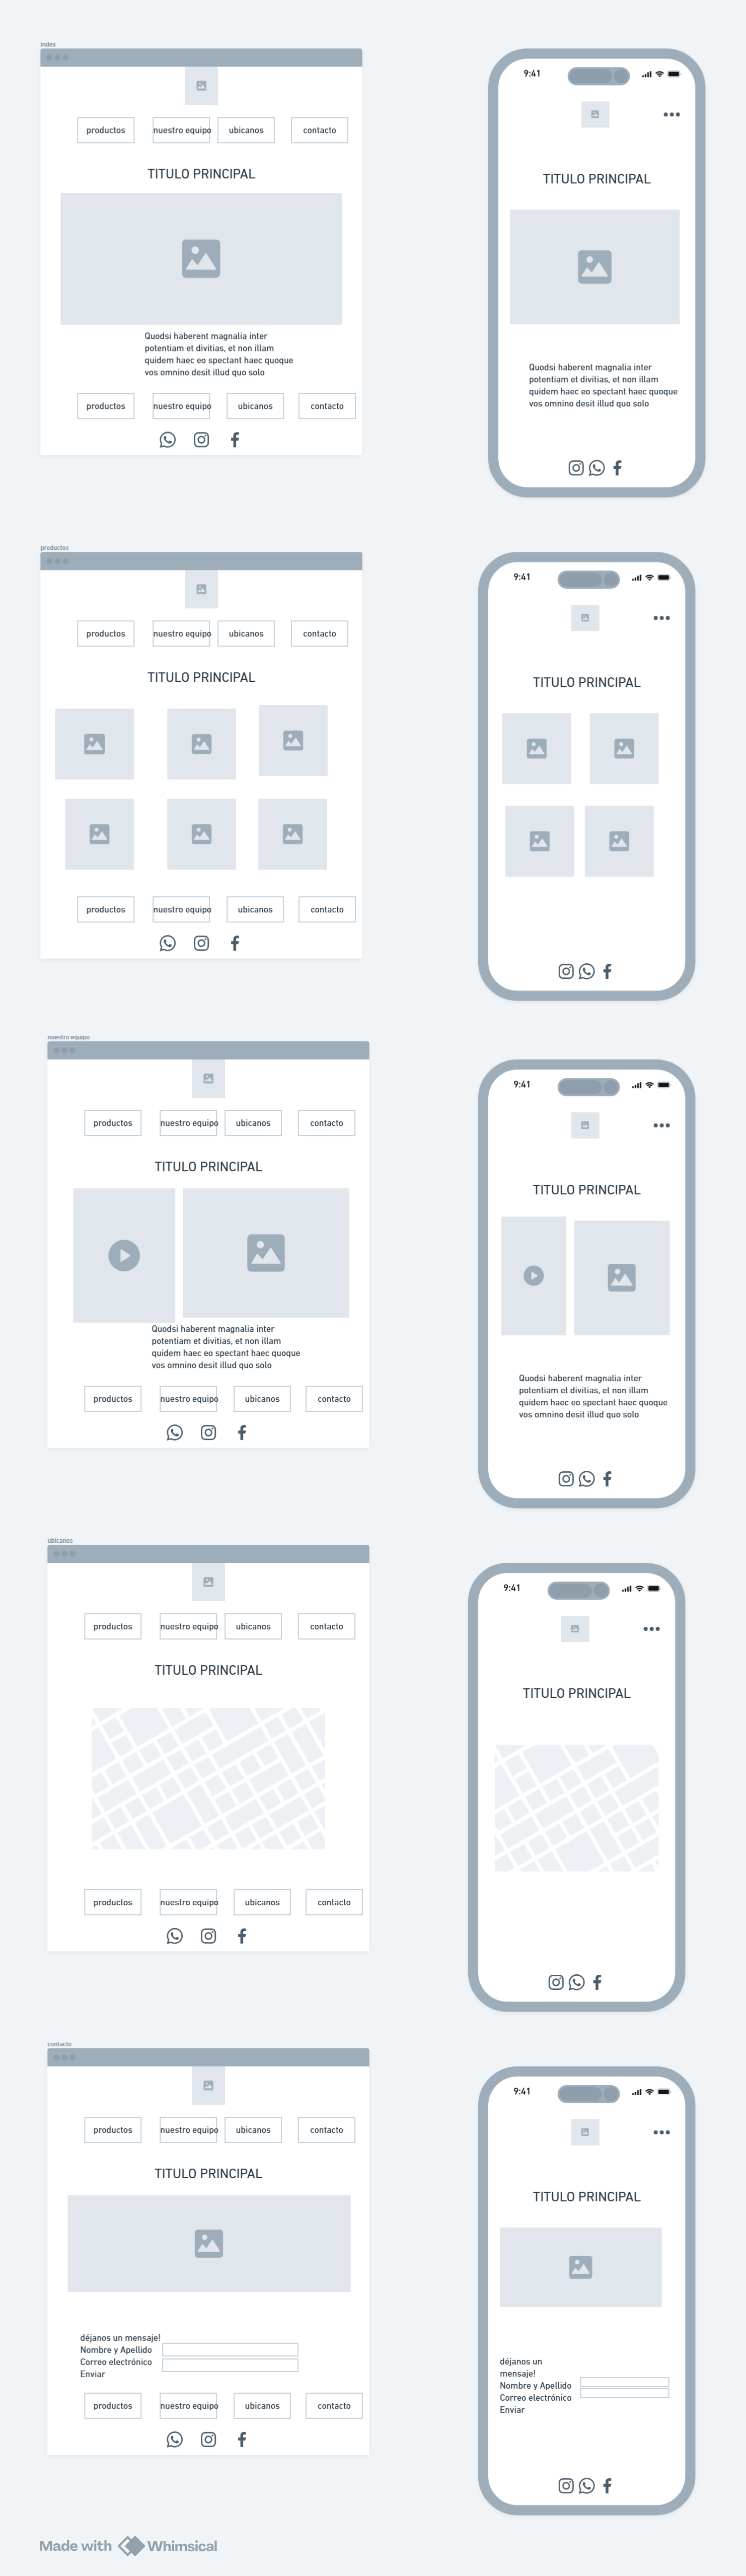 index
productos
nuestro equipo
ubicanos
contacto
TITULO PRINCIPAL
Quodsi haberent magnalia inter
potentiam et divitias, et non illam
quidem haec eo spectant haec quoque
vos omnino desit illud quo solo
productos
nuestro equipo
ubicanos
contacto
9:41
TITULO PRINCIPAL
Quodsi haberent magnalia inter
potentiam et divitias, et non illam
quidem haec eo spectant haec quoque
vos omnino desit illud quo solo
productos
productos
nuestro equipo
ubicanos
contacto
TITULO PRINCIPAL
productos
nuestro equipo
ubicanos
contacto
9:41
TITULO PRINCIPAL
nuestro equipo
productos
nuestro equipo
ubicanos
contacto
TITULO PRINCIPAL
Quodsi haberent magnalia inter
potentiam et divitias, et non illam
quidem haec eo spectant haec quoque
vos omnino desit illud quo solo
productos
nuestro equipo
ubicanos
contacto
9:41
TITULO PRINCIPAL
Quodsi haberent magnalia inter
potentiam et divitias, et non illam
quidem haec eo spectant haec quoque
vos omnino desit illud quo solo
ubicanos
productos
nuestro equipo
ubicanos
contacto
TITULO PRINCIPAL
productos
nuestro equipo
ubicanos
contacto
9:41
TITULO PRINCIPAL
contacto
productos
nuestro equipo
ubicanos
contacto
TITULO PRINCIPAL
déjanos un mensaje!
Nombre y Apellido
Correo electrónico
Enviar
productos
nuestro equipo
ubicanos
contacto
9:41
TITULO PRINCIPAL
déjanos un
mensaje!
Nombre y Apellido
Correo electrónico
Enviar
Made with Whimsical